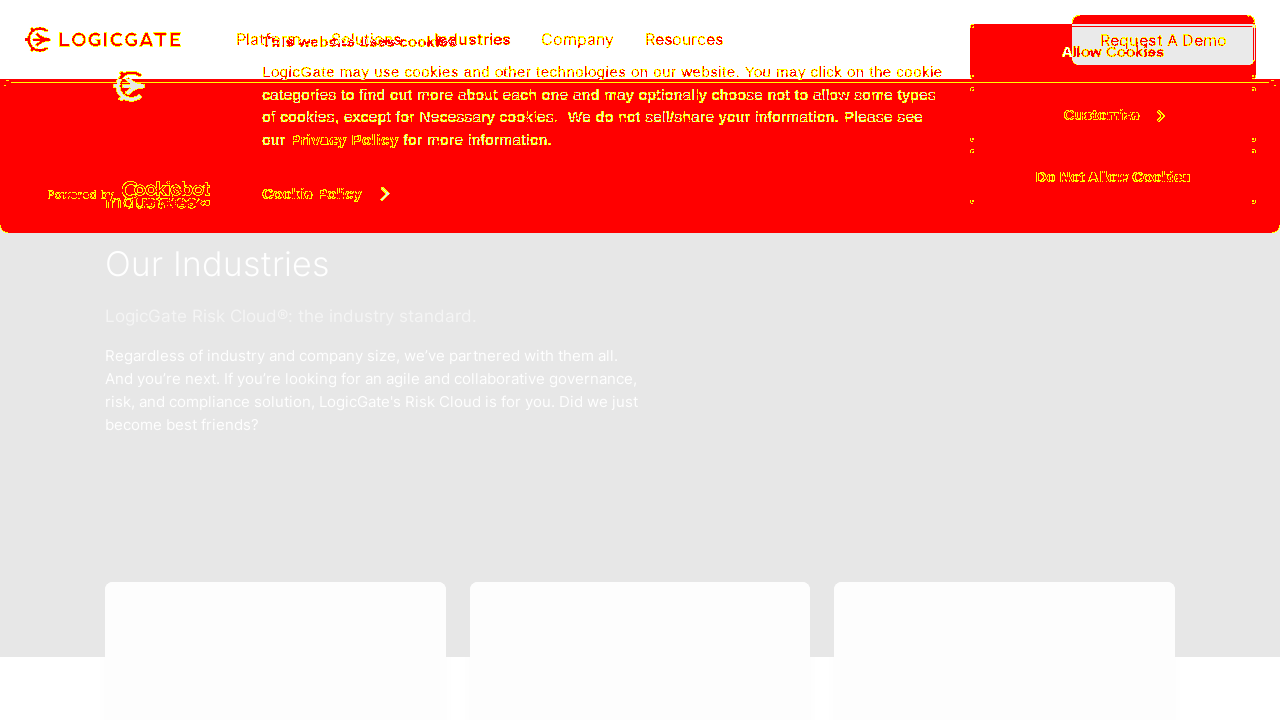 LOGICGATE
Platform Solutions Industries Company Resources
Request A Demo
This website uses cookies
LogicGate may use cookies and other technologies on our website. You may click on the cookie
categories to find out more about each one and may optionally choose not to allow some types
of cookies, except for Necessary cookies. We do not sell/share your information. Please see
our Privacy Policy for more information.
Allow Cookies
Customize
Do Not Allow Cookies
Powered by Cookiebot
Cookie Policy
Industries
Our Industries
LogicGate Risk Cloud®: the industry standard.
Regardless of industry and company size, we've partnered with them all.
And you're next. If you're looking for an agile and collaborative governance,
risk, and compliance solution, LogicGate's Risk Cloud is for you. Did we just
become best friends?